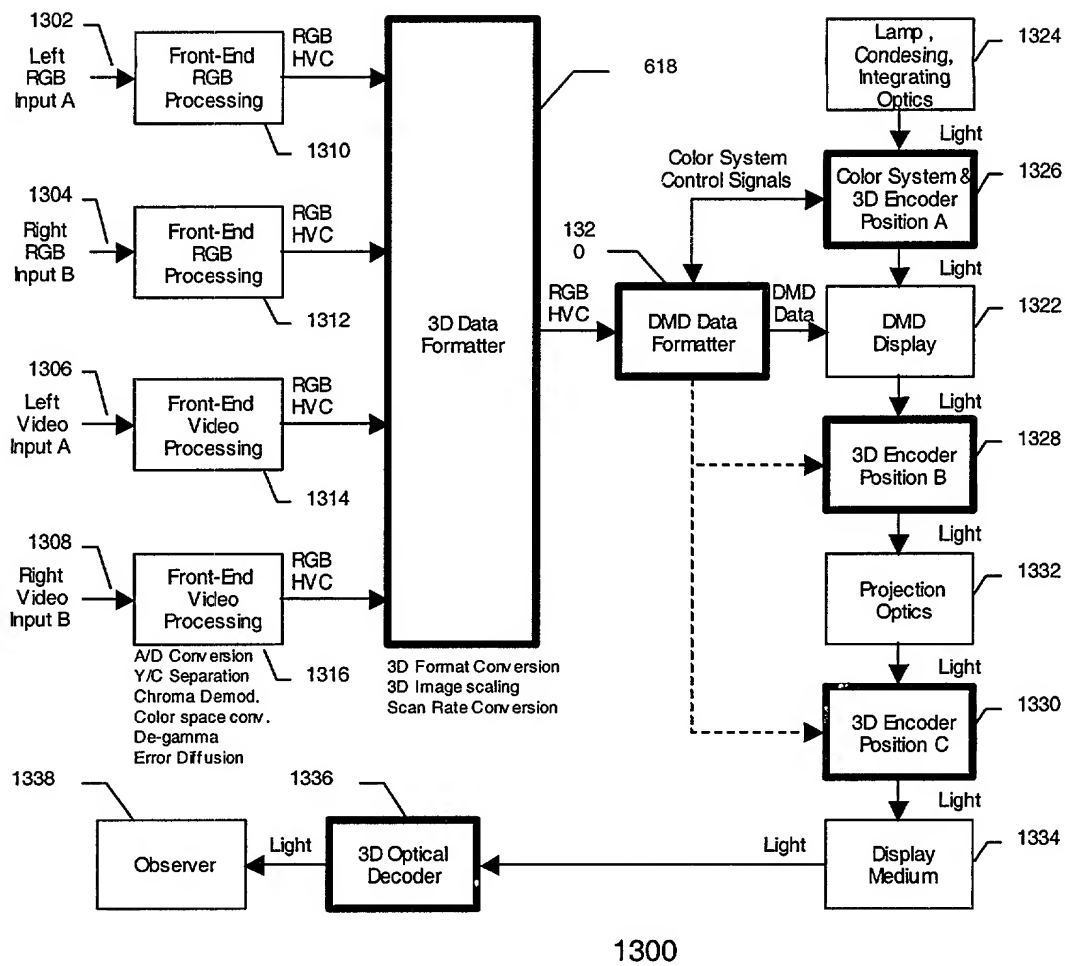 1302
Left
RGB
Input A
Front-End
RGB
Processing
RGB
HVC
1310
1304
Right
RGB
Input B
Front-End
RGB
Processing
RGB
HVC
1312
1306
Left
Video
Input A
Front-End
Video
Processing
RGB
HVC
1314
1308
Right
Video
Input B
Front-End
Video
Processing
RGB
HVC
1316
A/D Conversion
Y/C Separation
Chroma Demod.
Color space conv.
De-gamma
Error Diffusion
3D Data
Formatter
618
3D Format Conversion
3D Image scaling
Scan Rate Conversion
RGB
HVC
132
0
DMD Data
Formatter
Color System
Control Signals
DMD
Data
Lamp ,
Condesing,
Integrating
Optics
1324
Light
Color System &
3D Encoder
Position A
1326
Light
DMD
Display
1322
Light
3D Encoder
Position B
1328
Light
Projection
Optics
1332
Light
3D Encoder
Position C
1330
Light
Display
Medium
1334
Light
3D Optical
Decoder
1336
Light
Observer
1338
1300